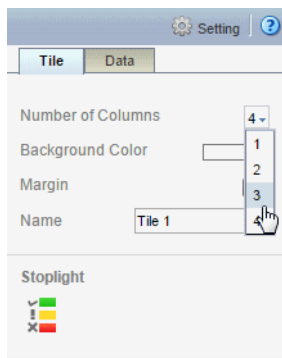 Setting ?
Tile Data
Number of Columns 4
Background Color
1
2
Margin
3
Name Tile 1 4
Stoplight